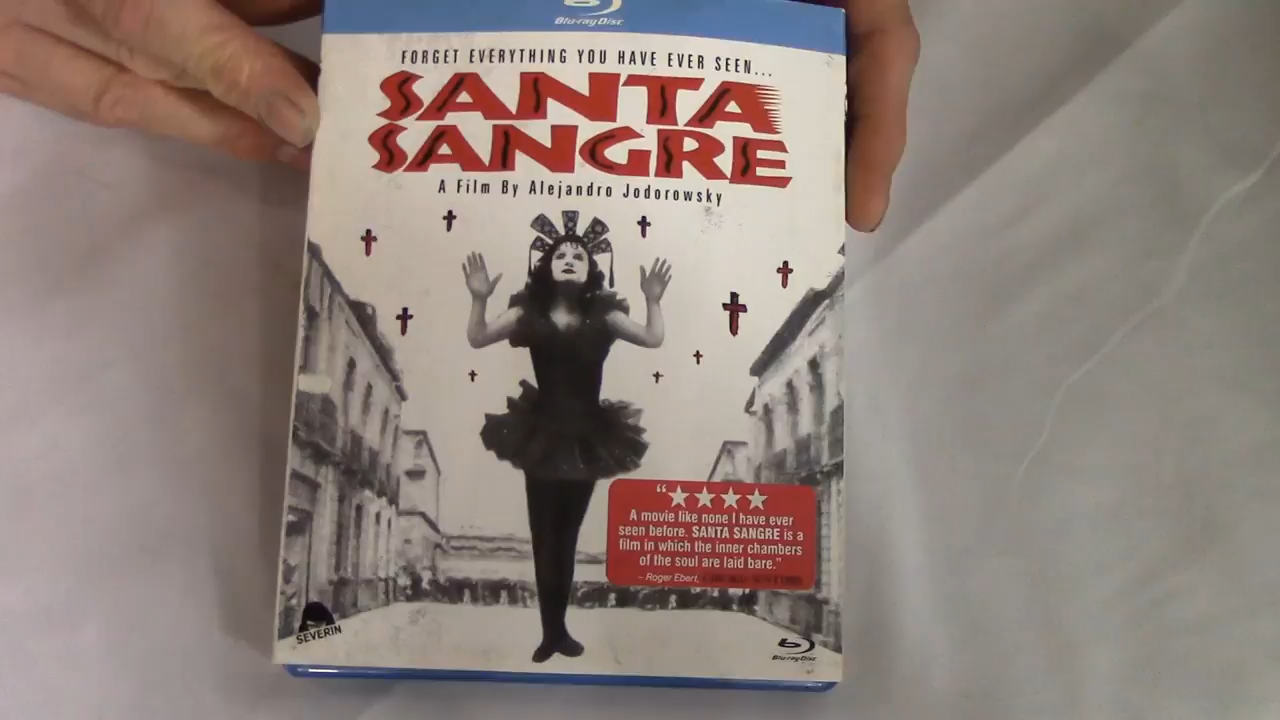 Blu-ray Disc
FORGET EVERYTHING YOU HAVE EVER SEEN...
SANTA
SANGRE
A Film By Alejandro Jodorowsky
“★★★★
A movie like none I have ever
seen before. SANTA SANGRE is a
film in which the inner chambers
of the soul are laid bare.”
– Roger Ebert,
SEVERIN
Blu-ray Disc